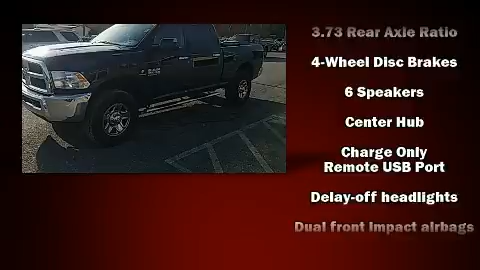 3.73 Rear Axle Ratio
4-Wheel Disc Brakes
6 Speakers
Center Hub
Charge Only
Remote USB Port
Delay-off headlights
Dual front impact airbags